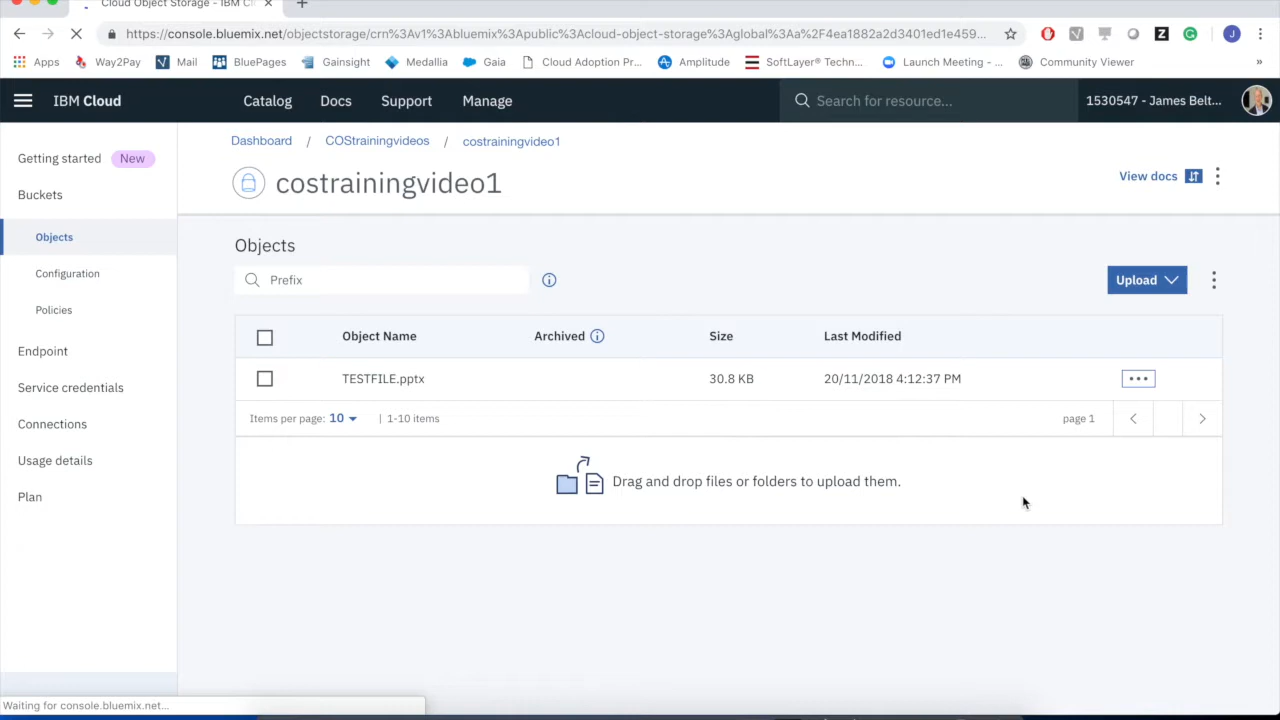 Cloud Object Storage - IBM Cl
https://console.bluemix.net/objectstorage/crn%3Av1%3Abluemix%3Apublic%3Acloud-object-storage%3Aglobal%3Aa%2F4ea1882a2d3401ed1e459...
Apps Way2Pay Mail BluePages Gainsight Medallia Gaia Cloud Adoption Pr... Amplitude SoftLayer® Techn... Launch Meeting - ... Community Viewer »
IBM Cloud Catalog Docs Support Manage Search for resource... 1530547 - James Belt...
Dashboard / COStrainingvideos / costrainingvideo1
Getting started New
costrainingvideo1
View docs
Buckets
Objects
Configuration
Policies
Endpoint
Service credentials
Connections
Usage details
Plan
Objects
Prefix
Upload
Object Name Archived Size Last Modified
TESTFILE.pptx 30.8 KB 20/11/2018 4:12:37 PM
Items per page: 10 | 1-10 items page 1
Drag and drop files or folders to upload them.
Waiting for console.bluemix.net...